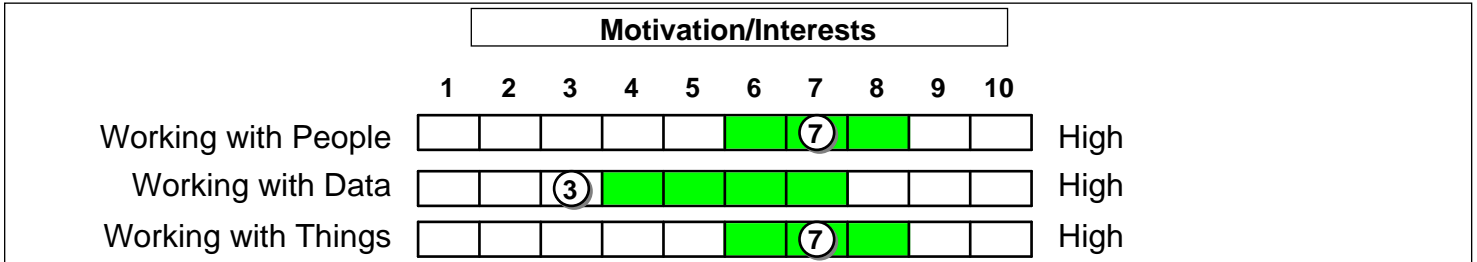 Motivation/Interests
1 2 3 4 5 6 7 8 9 10
Working with People 7 High
Working with Data 3 High
Working with Things 7 High